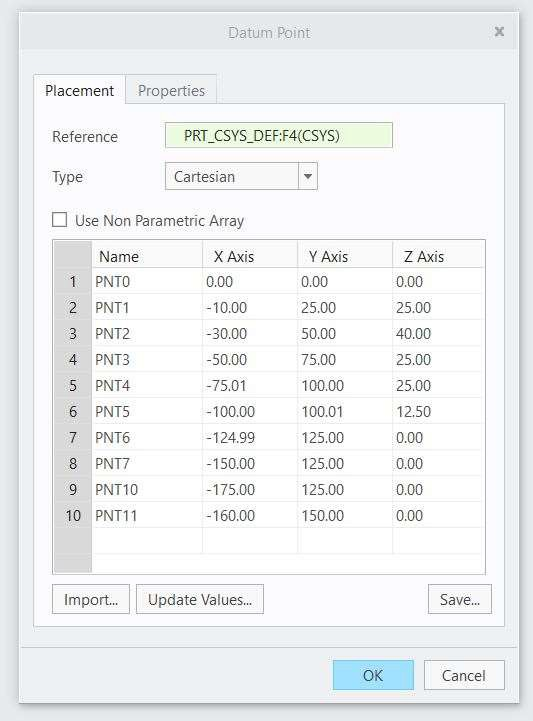 Datum Point
Placement Properties
Reference PRT_CSYS_DEF:F4(CSYS)
Type Cartesian
Use Non Parametric Array
Name X Axis Y Axis Z Axis
1 PNT0 0.00 0.00 0.00
2 PNT1 -10.00 25.00 25.00
3 PNT2 -30.00 50.00 40.00
4 PNT3 -50.00 75.00 25.00
5 PNT4 -75.01 100.00 25.00
6 PNT5 -100.00 100.01 12.50
7 PNT6 -124.99 125.00 0.00
8 PNT7 -150.00 125.00 0.00
9 PNT10 -175.00 125.00 0.00
10 PNT11 -160.00 150.00 0.00
Import... Update Values... Save...
OK Cancel